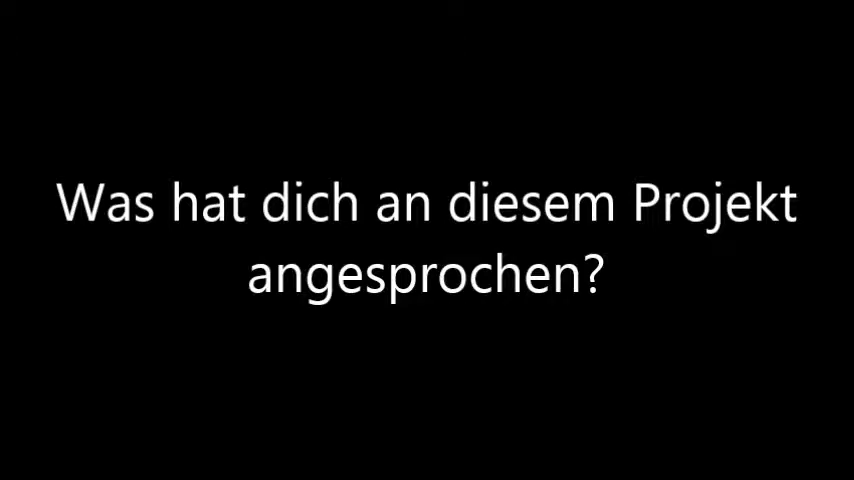 Was hat dich an diesem Projekt
angesprochen?